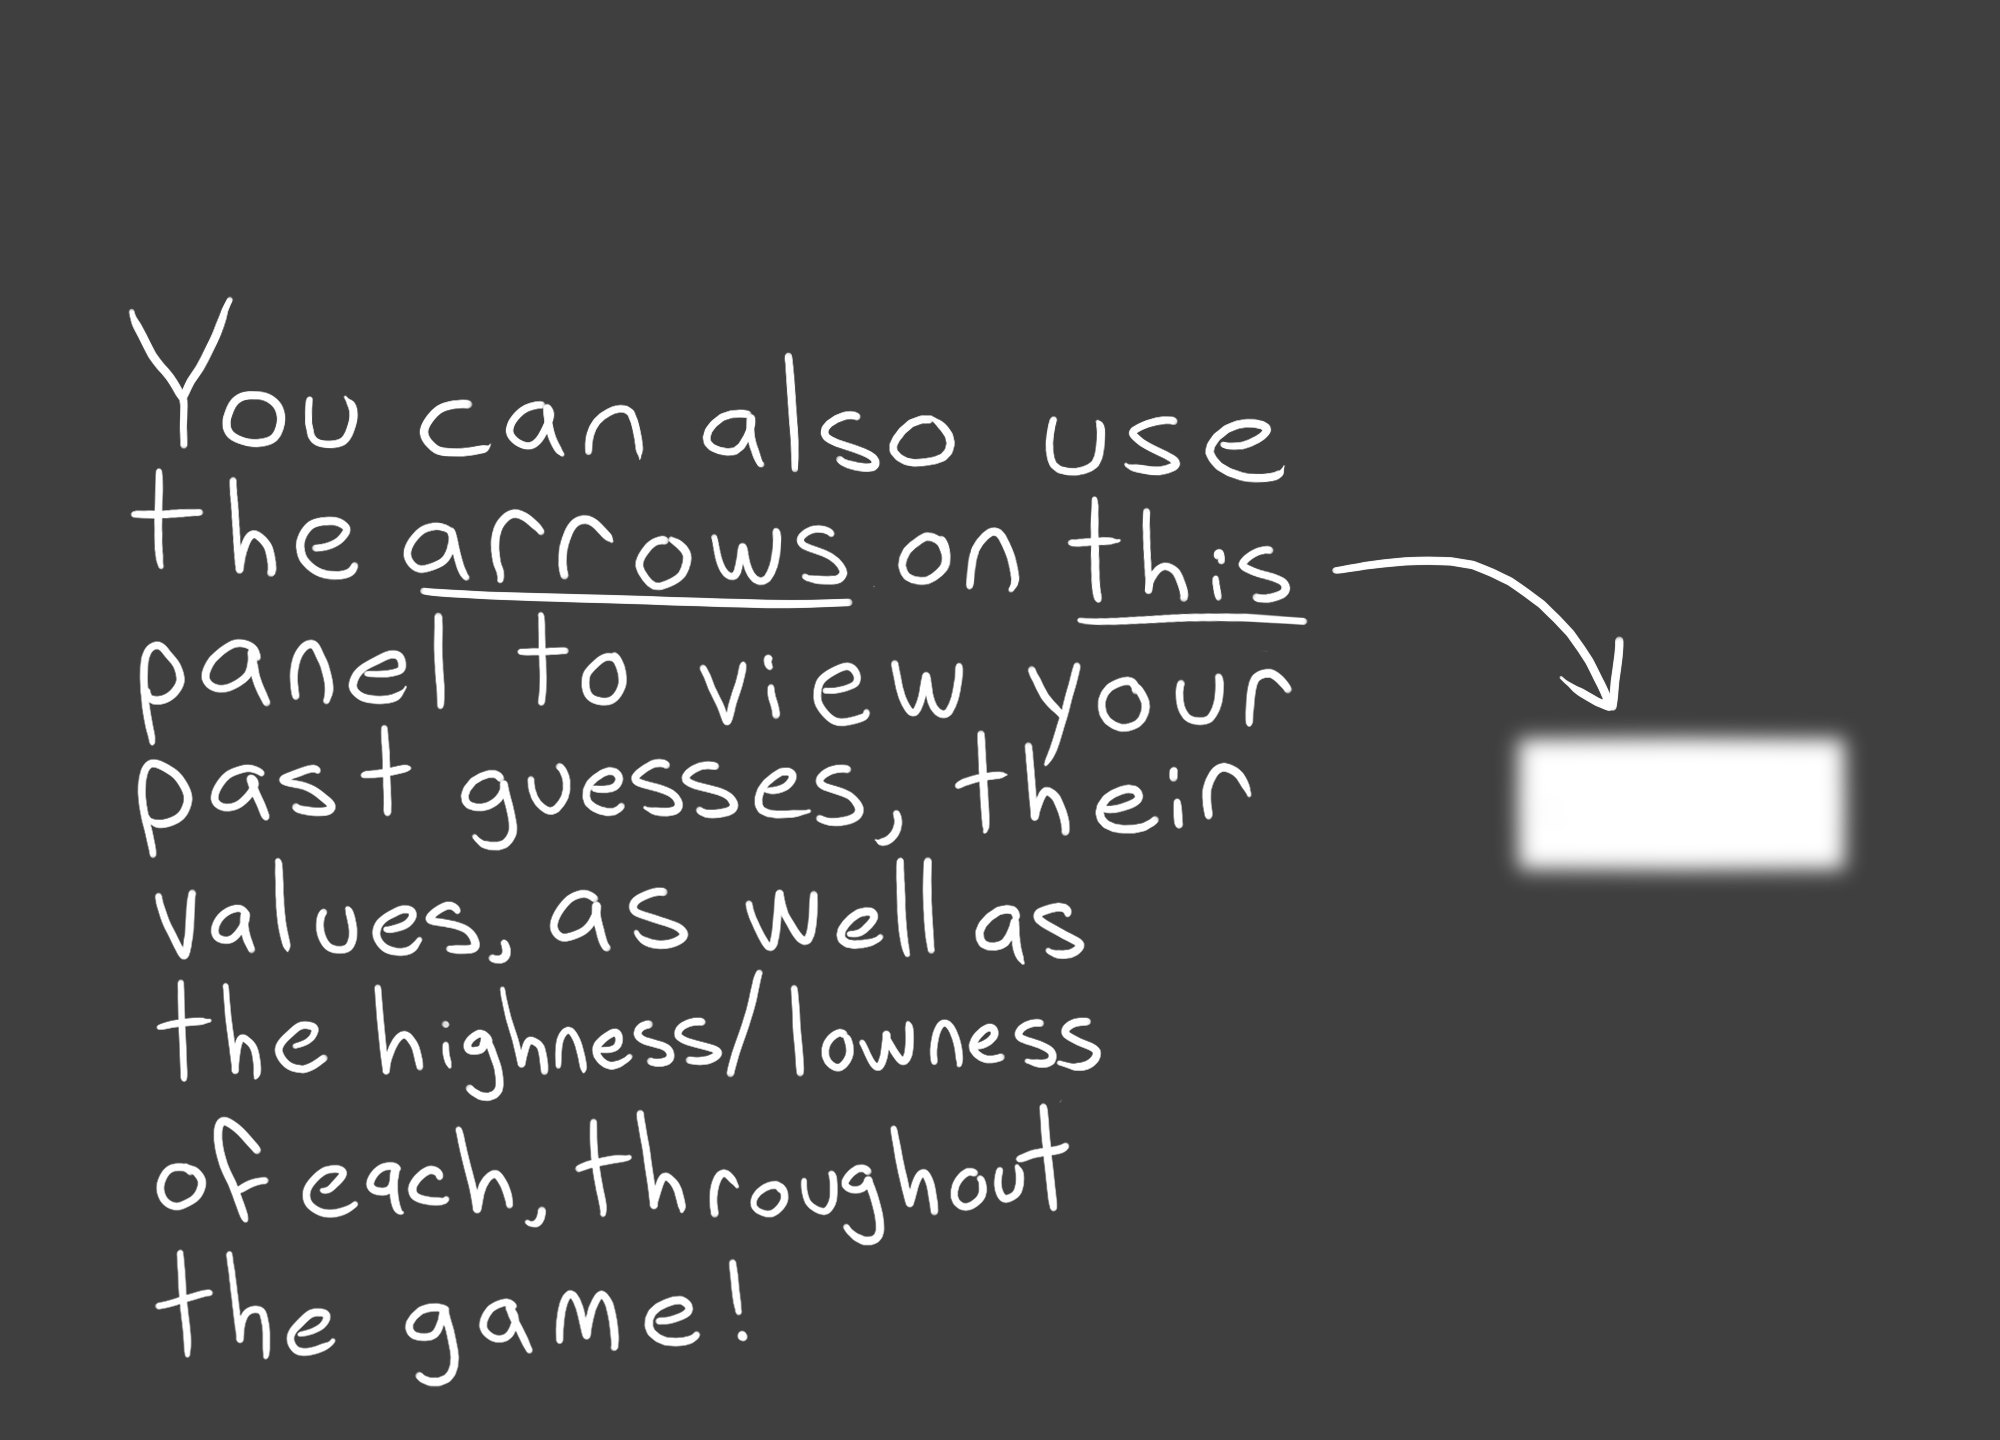 You can also use
the arrows on this
panel to view your
past guesses, their
values, as well as
the highness/lowness
of each, throughout
the game!